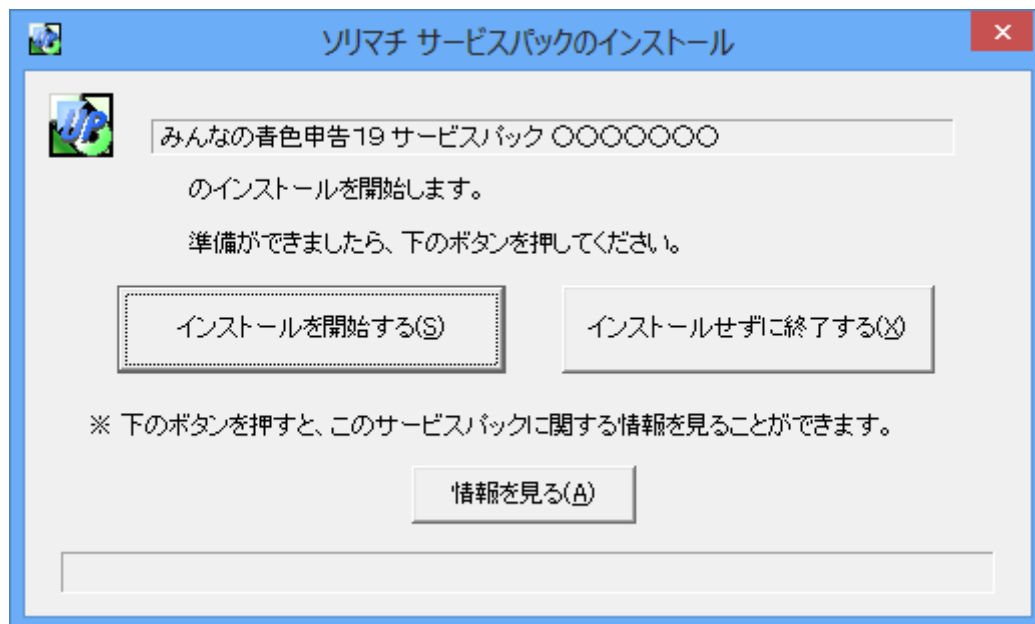 ソリマチ サービスパックのインストール
みんなの青色申告19 サービスパック 〇〇〇〇〇〇〇
のインストールを開始します。
準備ができましたら、下のボタンを押してください。
インストールを開始する(S)
インストールせずに終了する(X)
※ 下のボタンを押すと、このサービスパックに関する情報を見ることができます。
情報を見る(A)
UP